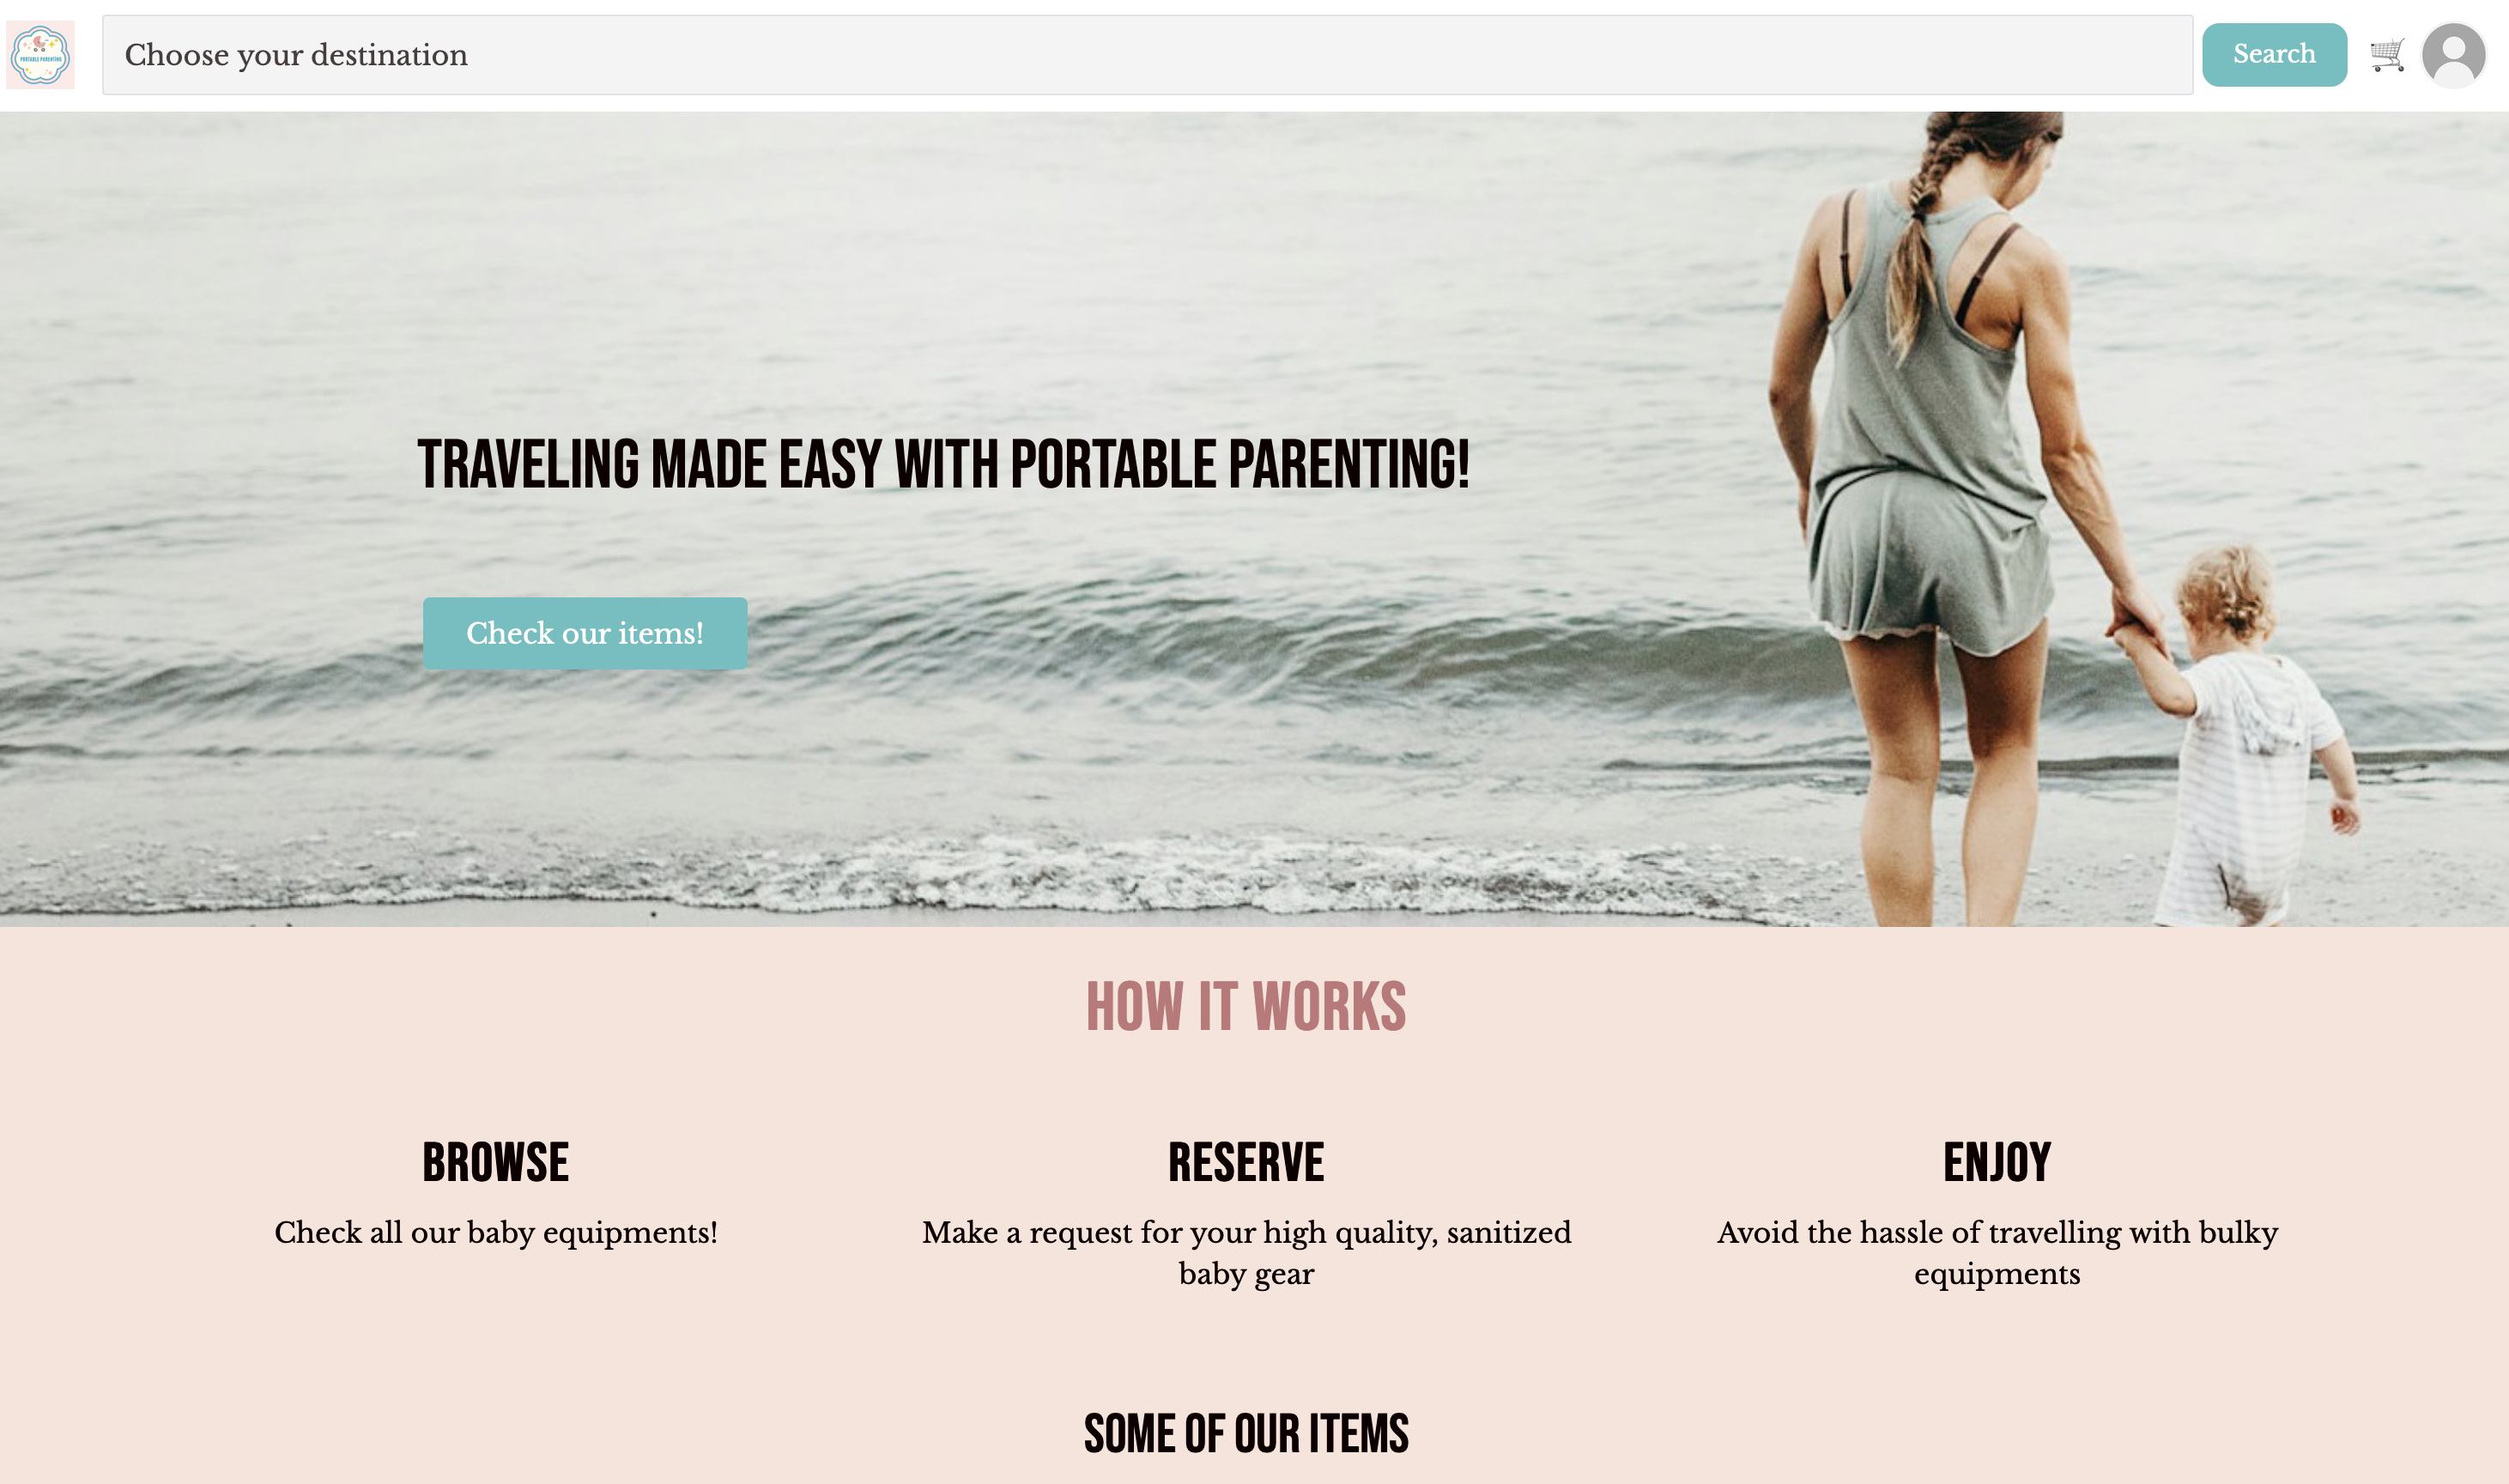 PORTABLE PARENTING
Choose your destination
Search
TRAVELING MADE EASY WITH PORTABLE PARENTING!
Check our items!
HOW IT WORKS
BROWSE
Check all our baby equipments!
RESERVE
Make a request for your high quality, sanitized
baby gear
ENJOY
Avoid the hassle of travelling with bulky
equipments
SOME OF OUR ITEMS